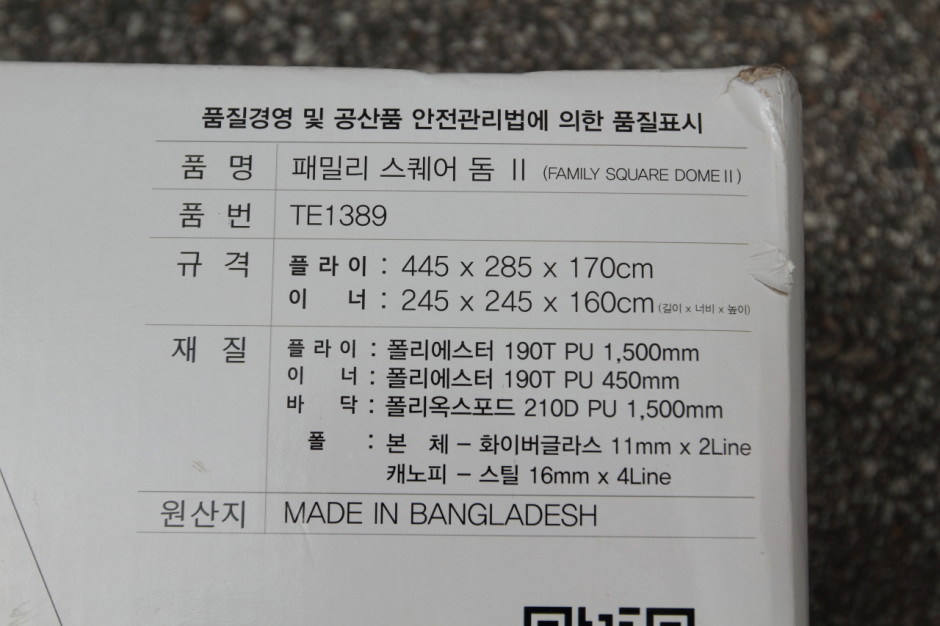 품질경영 및 공산품 안전관리법에 의한 품질표시
품 명 패밀리 스퀘어 돔 II (FAMILY SQUARE DOME II)
품 번 TE1389
규 격 플라이 : 445 x 285 x 170cm
이 너 : 245 x 245 x 160cm (길이 x 너비 x 높이)
재 질 플라이 : 폴리에스터 190T PU 1,500mm
이 너 : 폴리에스터 190T PU 450mm
바 닥 : 폴리옥스포드 210D PU 1,500mm
폴 : 본 체 – 화이버글라스 11mm x 2Line
캐노피 – 스틸 16mm x 4Line
원산지 MADE IN BANGLADESH